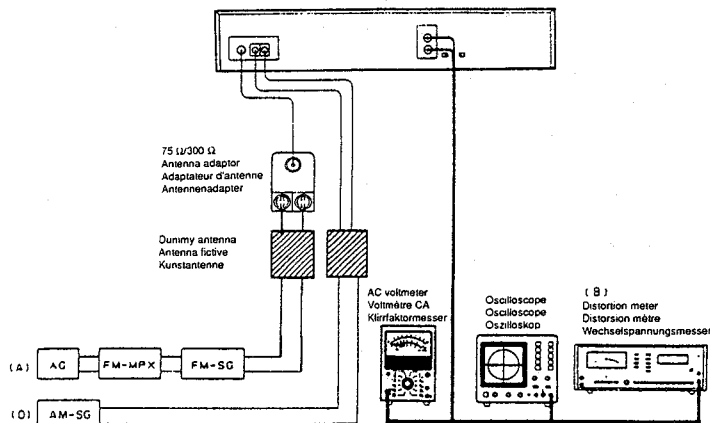 75 Ω/300 Ω
Antenna adaptor
Adaptateur d'antenne
Antennenadapter
Dummy antenna
Antenna fictive
Kunstantenne
AC voltmeter
Voltmètre CA
Klirrfaktormesser
Oscilloscope
Oscilloscope
Oszilloskop
(B)
Distortion meter
Distorsion mètre
Wechselspannungsmesser
(A) AG FM-MPX FM-SG
(D) AM-SG